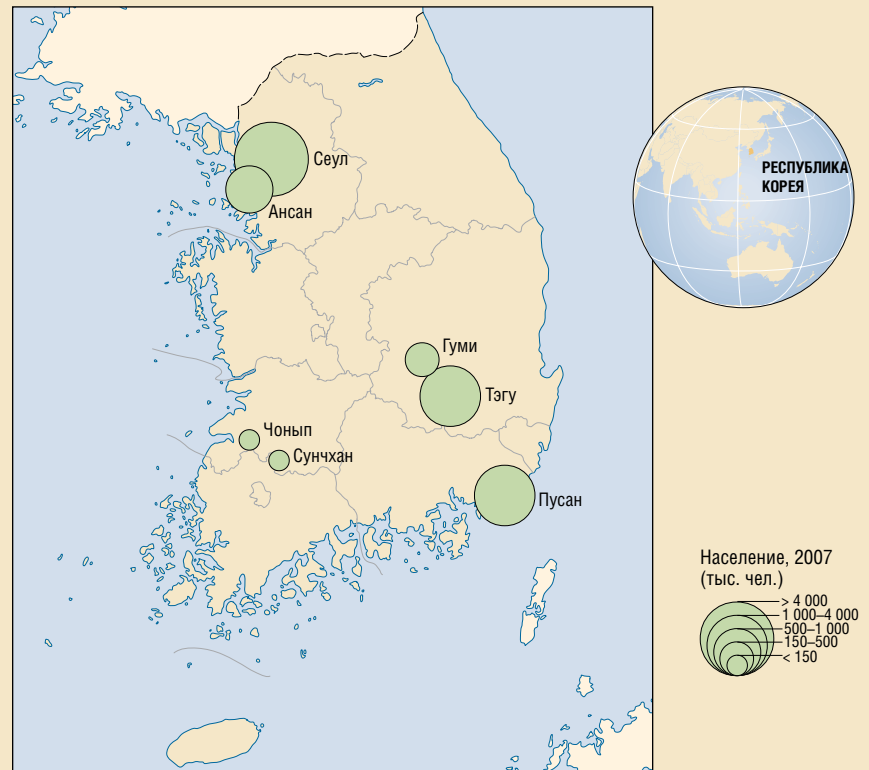 Сеул
Ансан
Гуми
Тэгу
Чонып
Сунчхан
Пусан
РЕСПУБЛИКА
КОРЕЯ
Население, 2007
(тыс. чел.)
> 4 000
1 000–4 000
500–1 000
150–500
< 150